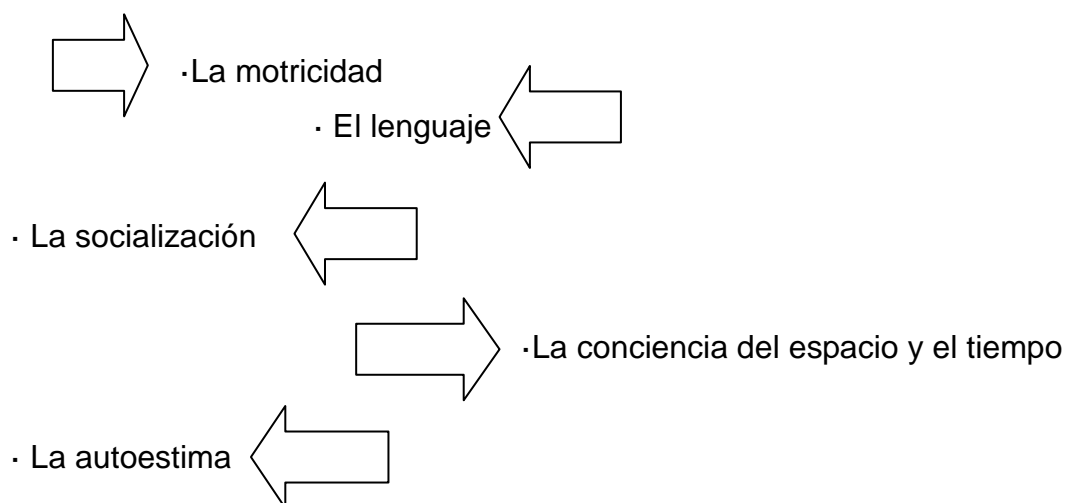 ·La motricidad
· El lenguaje
· La socialización
·La conciencia del espacio y el tiempo
· La autoestima